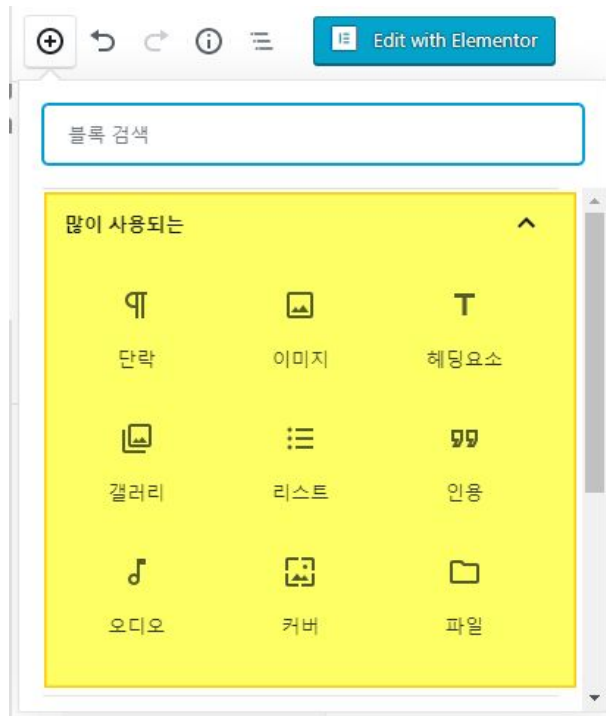 Edit with Elementor
블록 검색
많이 사용되는
단락 이미지 헤딩요소
갤러리 리스트 인용
오디오 커버 파일